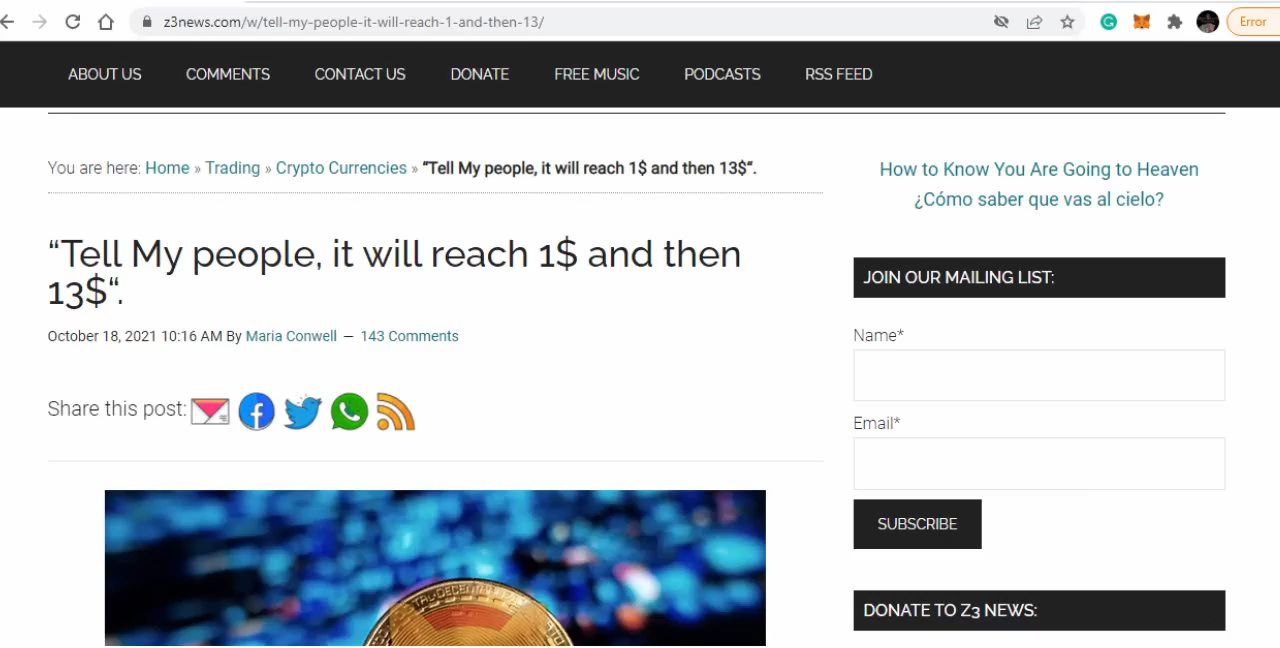 z3news.com/w/tell-my-people-it-will-reach-1-and-then-13/
Error
ABOUT US COMMENTS CONTACT US DONATE FREE MUSIC PODCASTS RSS FEED
You are here: Home » Trading » Crypto Currencies » “Tell My people, it will reach 1$ and then 13$“.
“Tell My people, it will reach 1$ and then
13$“.
October 18, 2021 10:16 AM By Maria Conwell — 143 Comments
Share this post:
How to Know You Are Going to Heaven
¿Cómo saber que vas al cielo?
JOIN OUR MAILING LIST:
Name*
Email*
SUBSCRIBE
DONATE TO Z3 NEWS: